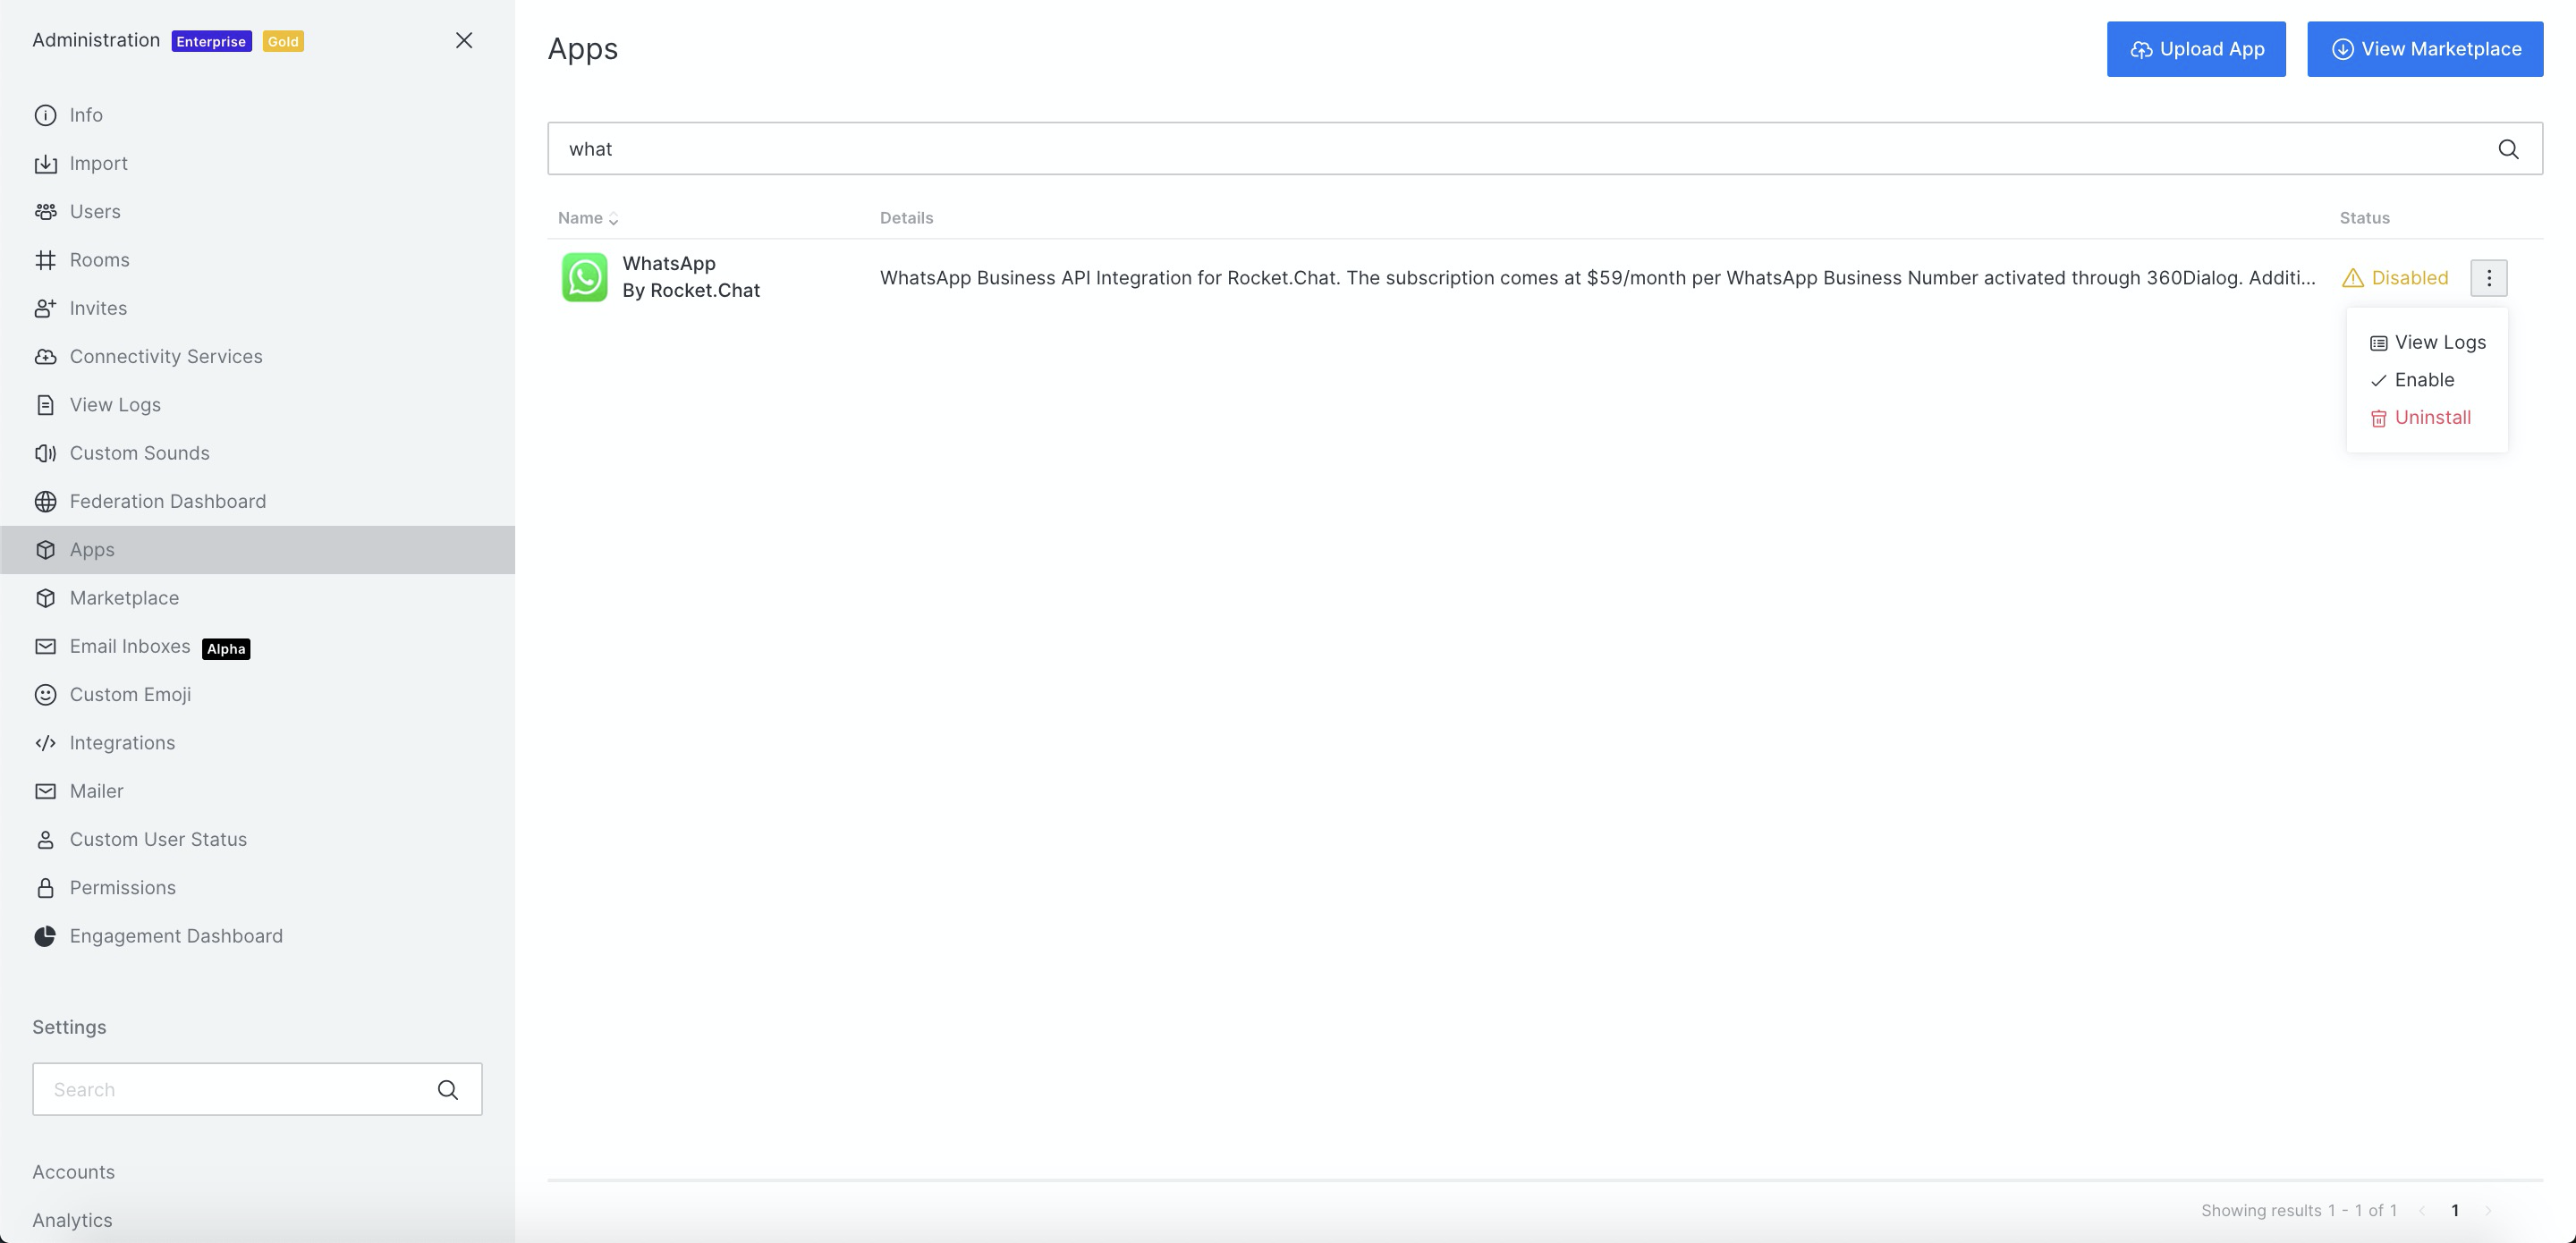 Administration Enterprise Gold
Info
Import
Users
Rooms
Invites
Connectivity Services
View Logs
Custom Sounds
Federation Dashboard
Apps
Marketplace
Email Inboxes Alpha
Custom Emoji
Integrations
Mailer
Custom User Status
Permissions
Engagement Dashboard
Settings
Search
Accounts
Analytics
Apps
Upload App
View Marketplace
what
Name Details Status
WhatsApp
By Rocket.Chat
WhatsApp Business API Integration for Rocket.Chat. The subscription comes at $59/month per WhatsApp Business Number activated through 360Dialog. Additi...
Disabled
View Logs
Enable
Uninstall
Showing results 1 - 1 of 1
1